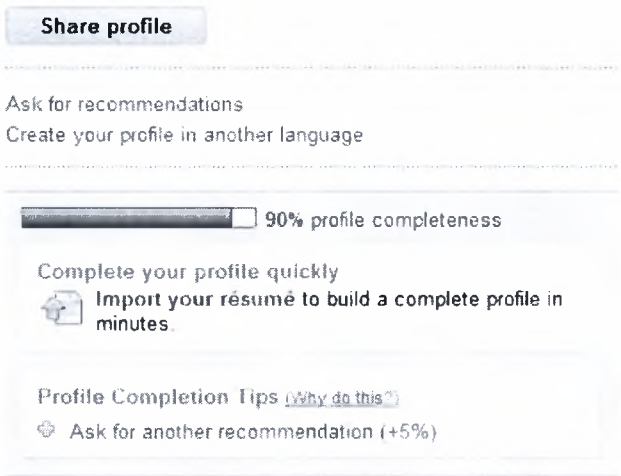 Share profile
Ask for recommendations
Create your profile in another language
90% profile completeness
Complete your profile quickly
Import your résumé to build a complete profile in
minutes.
Profile Completion Tips (Why do this?)
Ask for another recommendation (+5%)